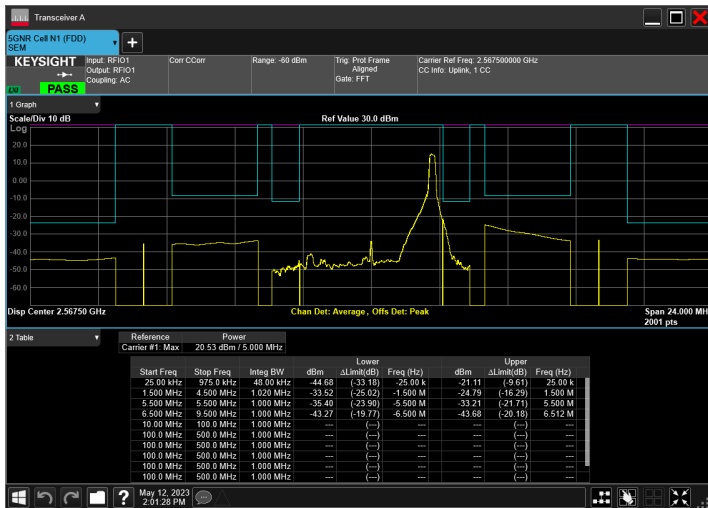 Transceiver A
5GNR Cell N1 (FDD)
SEM
KEYSIGHT
LXI
PASS
Input: RFIO1
Output: RFIO1
Coupling: AC
Corr CCorr
Range: -60 dBm
Trig: Prot Frame
Aligned
Gate: FFT
Carrier Ref Freq: 2.567500000 GHz
CC Info: Uplink, 1 CC
1 Graph
Scale/Div 10 dB
Ref Value 30.0 dBm
Log
20.0
10.0
0.00
-10.0
-20.0
-30.0
-40.0
-50.0
-60.0
Disp Center 2.56750 GHz
Chan Det: Average, Offs Det: Peak
Span 24.000 MH
2001 pts
2 Table
Reference Power
Carrier #1: Max 20.53 dBm / 5.000 MHz
Lower Upper
Start Freq Stop Freq Integ BW dBm ΔLimit(dB) Freq (Hz) dBm ΔLimit(dB) Freq (Hz)
25.00 kHz 975.0 kHz 48.00 kHz -44.68 (-33.18) -25.00 k -21.11 (-9.61) 25.00 k
1.500 MHz 4.500 MHz 1.020 MHz -33.52 (-25.02) -1.500 M -24.79 (-16.29) 1.500 M
5.500 MHz 5.500 MHz 1.000 MHz -35.40 (-23.90) -5.500 M -33.21 (-21.71) 5.500 M
6.500 MHz 9.500 MHz 1.000 MHz -43.27 (-19.77) -6.500 M -43.68 (-20.18) 6.512 M
10.00 MHz 100.0 MHz 1.000 MHz --- (---) --- --- (---) ---
100.0 MHz 500.0 MHz 1.000 MHz --- (---) --- --- (---) ---
100.0 MHz 500.0 MHz 1.000 MHz --- (---) --- --- (---) ---
100.0 MHz 500.0 MHz 1.000 MHz --- (---) --- --- (---) ---
100.0 MHz 500.0 MHz 1.000 MHz --- (---) --- --- (---) ---
100.0 MHz 500.0 MHz 1.000 MHz --- (---) --- --- (---) ---
?
May 12, 2023
2:01:28 PM